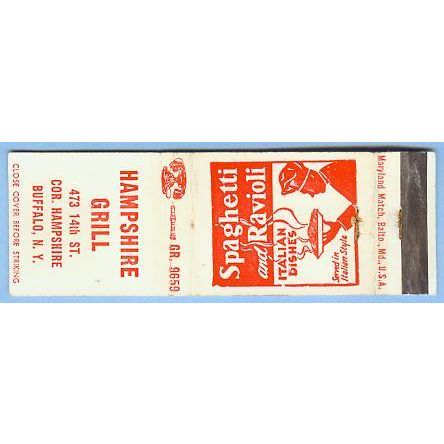 CLOSE COVER BEFORE STRIKING
HAMPSHIRE
GRILL
473 14th ST.
COR. HAMPSHIRE
BUFFALO, N. Y.
GR. 9659
Spaghetti
and Ravioli
ITALIAN
DISHES
Served in
Italian Style
Maryland Match, Balto., Md., U.S.A.